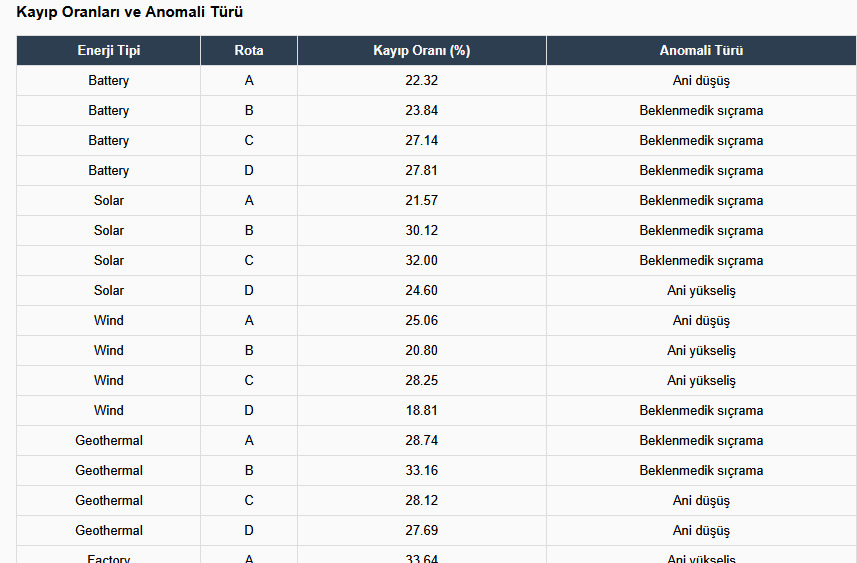 Kayıp Oranları ve Anomali Türü
Enerji Tipi Rota Kayıp Oranı (%) Anomali Türü
Battery A 22.32 Ani düşüş
Battery B 23.84 Beklenmedik sıçrama
Battery C 27.14 Beklenmedik sıçrama
Battery D 27.81 Beklenmedik sıçrama
Solar A 21.57 Beklenmedik sıçrama
Solar B 30.12 Beklenmedik sıçrama
Solar C 32.00 Beklenmedik sıçrama
Solar D 24.60 Ani yükseliş
Wind A 25.06 Ani düşüş
Wind B 20.80 Ani yükseliş
Wind C 28.25 Ani yükseliş
Wind D 18.81 Beklenmedik sıçrama
Geothermal A 28.74 Beklenmedik sıçrama
Geothermal B 33.16 Beklenmedik sıçrama
Geothermal C 28.12 Ani düşüş
Geothermal D 27.69 Ani düşüş
Factory A 33.64 Ani yükseliş